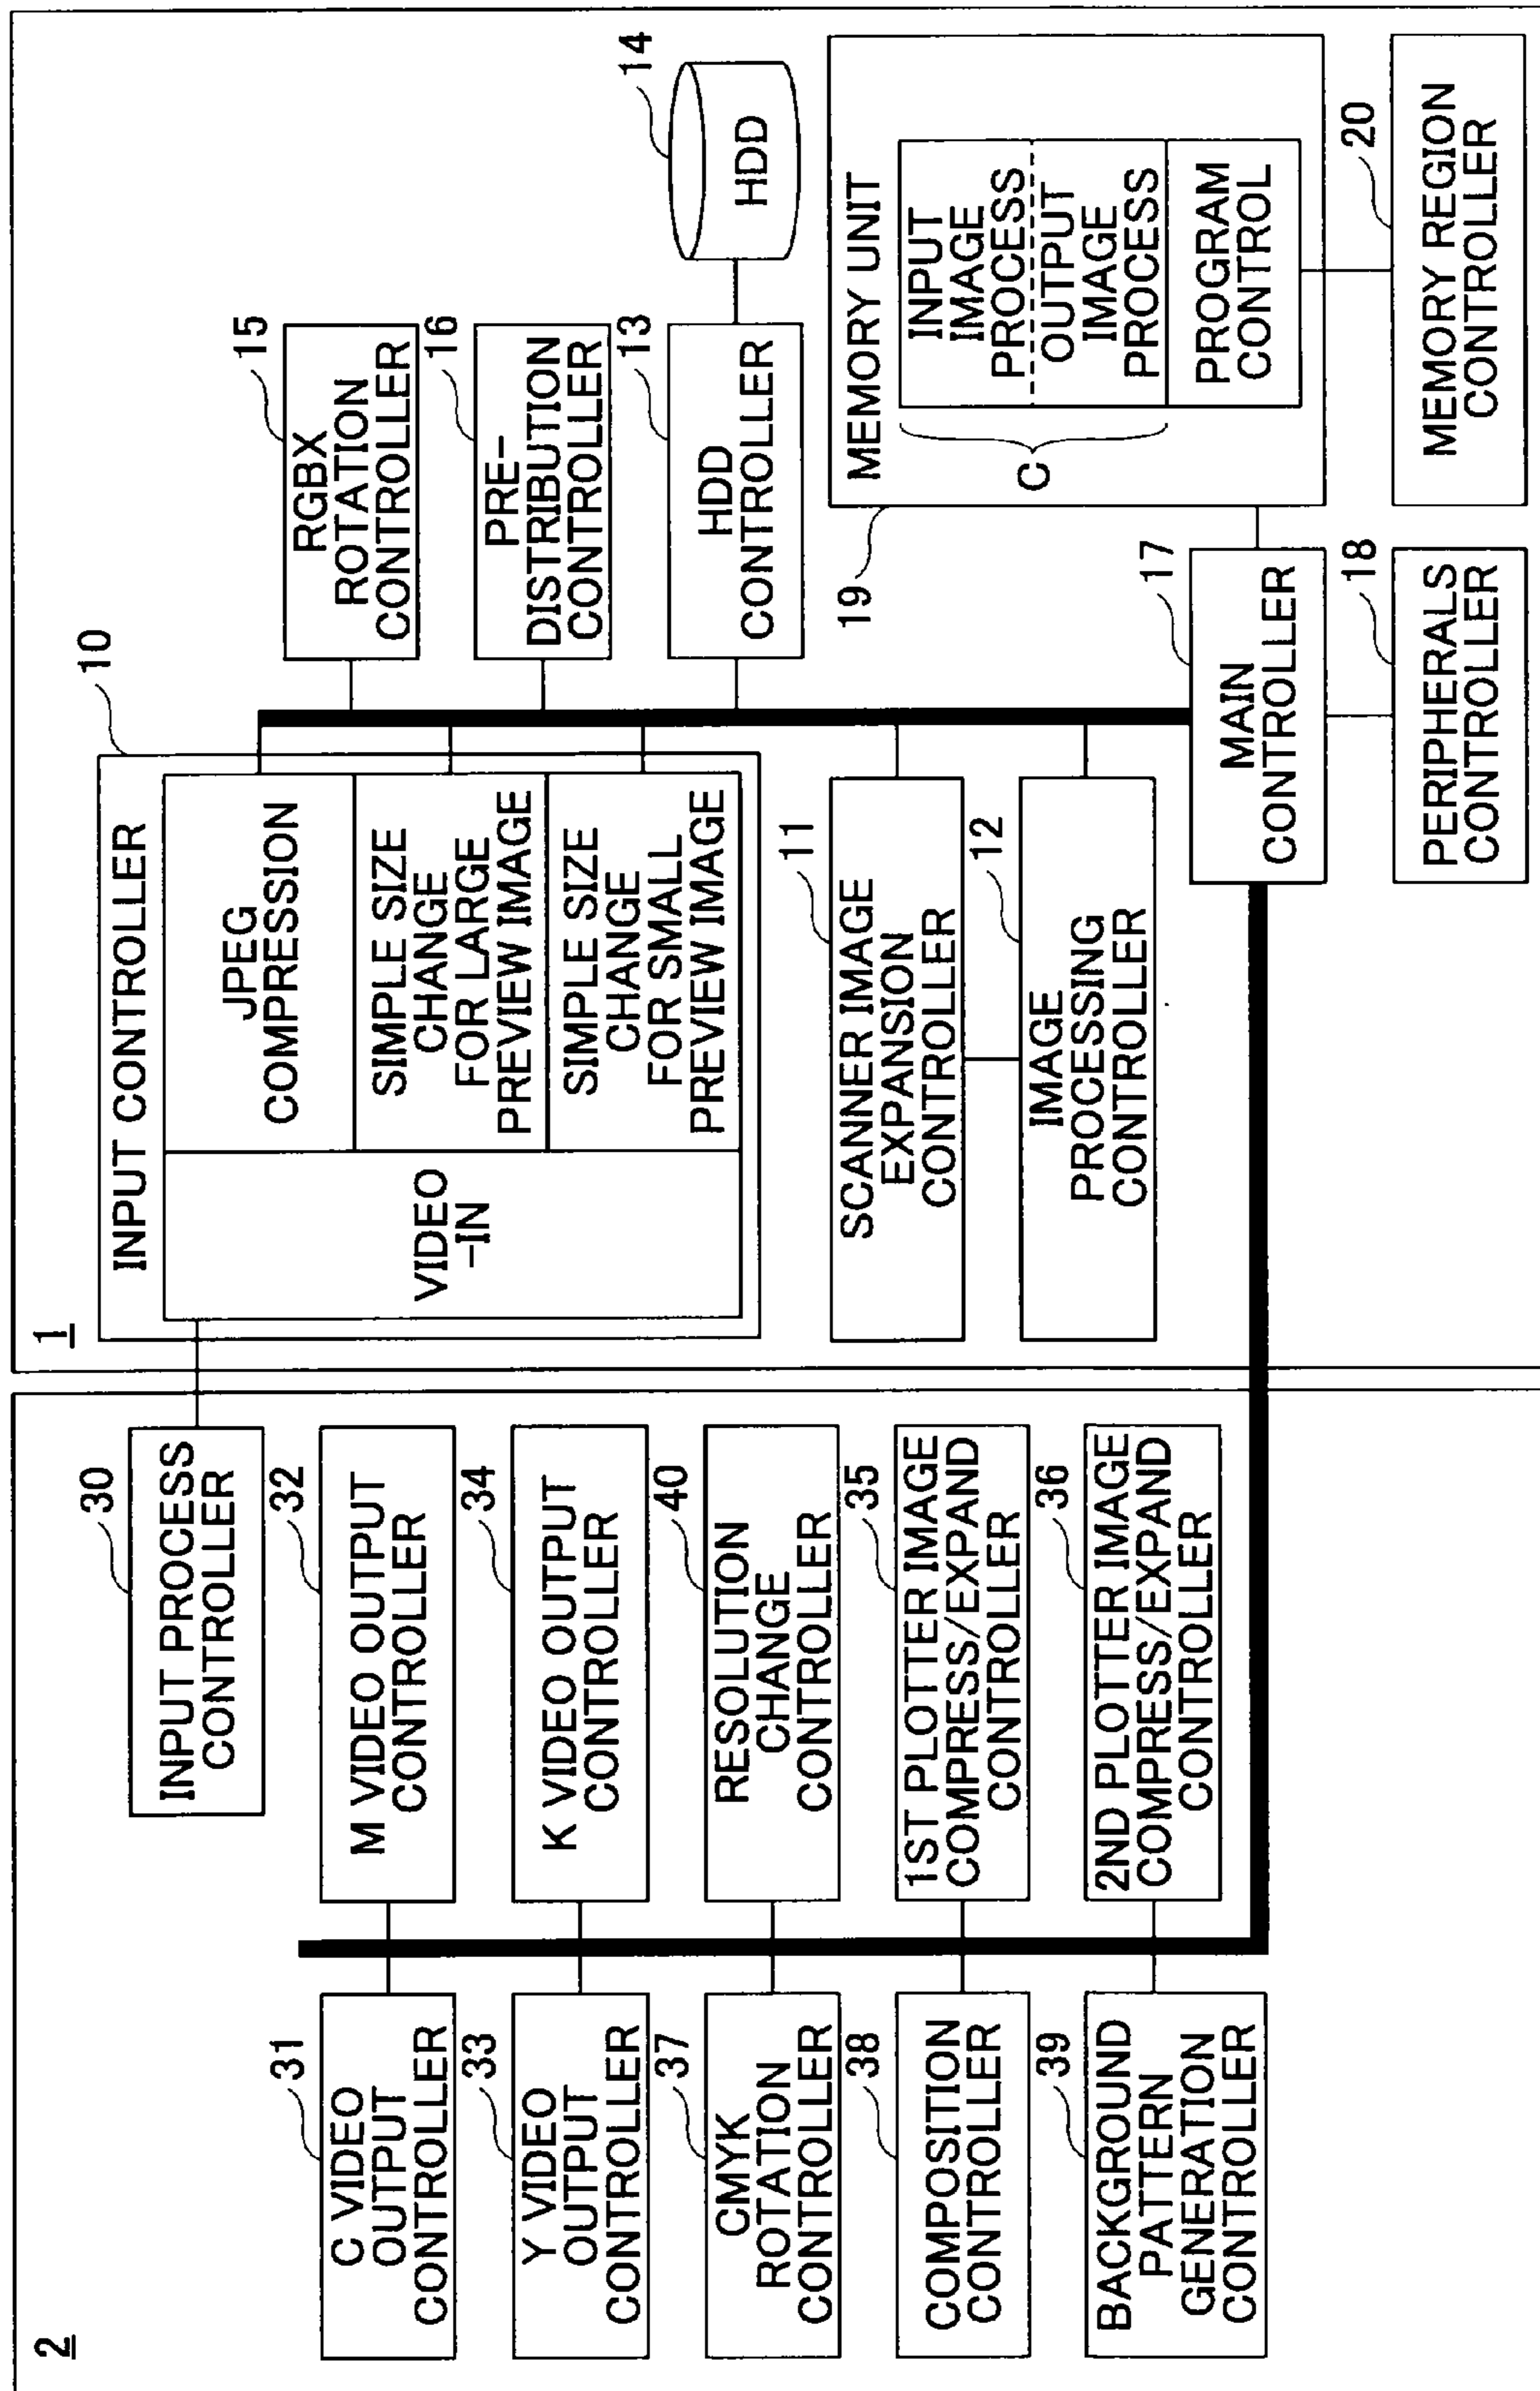 2
30
INPUT PROCESS
CONTROLLER
31
C VIDEO
OUTPUT
CONTROLLER
32
M VIDEO OUTPUT
CONTROLLER
33
Y VIDEO
OUTPUT
CONTROLLER
34
K VIDEO OUTPUT
CONTROLLER
37
CMYK
ROTATION
CONTROLLER
40
RESOLUTION
CHANGE
CONTROLLER
38
COMPOSITION
CONTROLLER
35
1ST PLOTTER IMAGE
COMPRESS/EXPAND
CONTROLLER
39
BACKGROUND
PATTERN
GENERATION
CONTROLLER
36
2ND PLOTTER IMAGE
COMPRESS/EXPAND
CONTROLLER
1
10
INPUT CONTROLLER
VIDEO
-IN
JPEG
COMPRESSION
SIMPLE SIZE
CHANGE
FOR LARGE
PREVIEW IMAGE
SIMPLE SIZE
CHANGE
FOR SMALL
PREVIEW IMAGE
15
RGBX
ROTATION
CONTROLLER
16
PRE-
DISTRIBUTION
CONTROLLER
13
HDD
CONTROLLER
14
HDD
11
SCANNER IMAGE
EXPANSION
CONTROLLER
12
IMAGE
PROCESSING
CONTROLLER
19
MEMORY UNIT
C
INPUT
IMAGE
PROCESS
OUTPUT
IMAGE
PROCESS
PROGRAM
CONTROL
17
MAIN
CONTROLLER
18
PERIPHERALS
CONTROLLER
20
MEMORY REGION
CONTROLLER